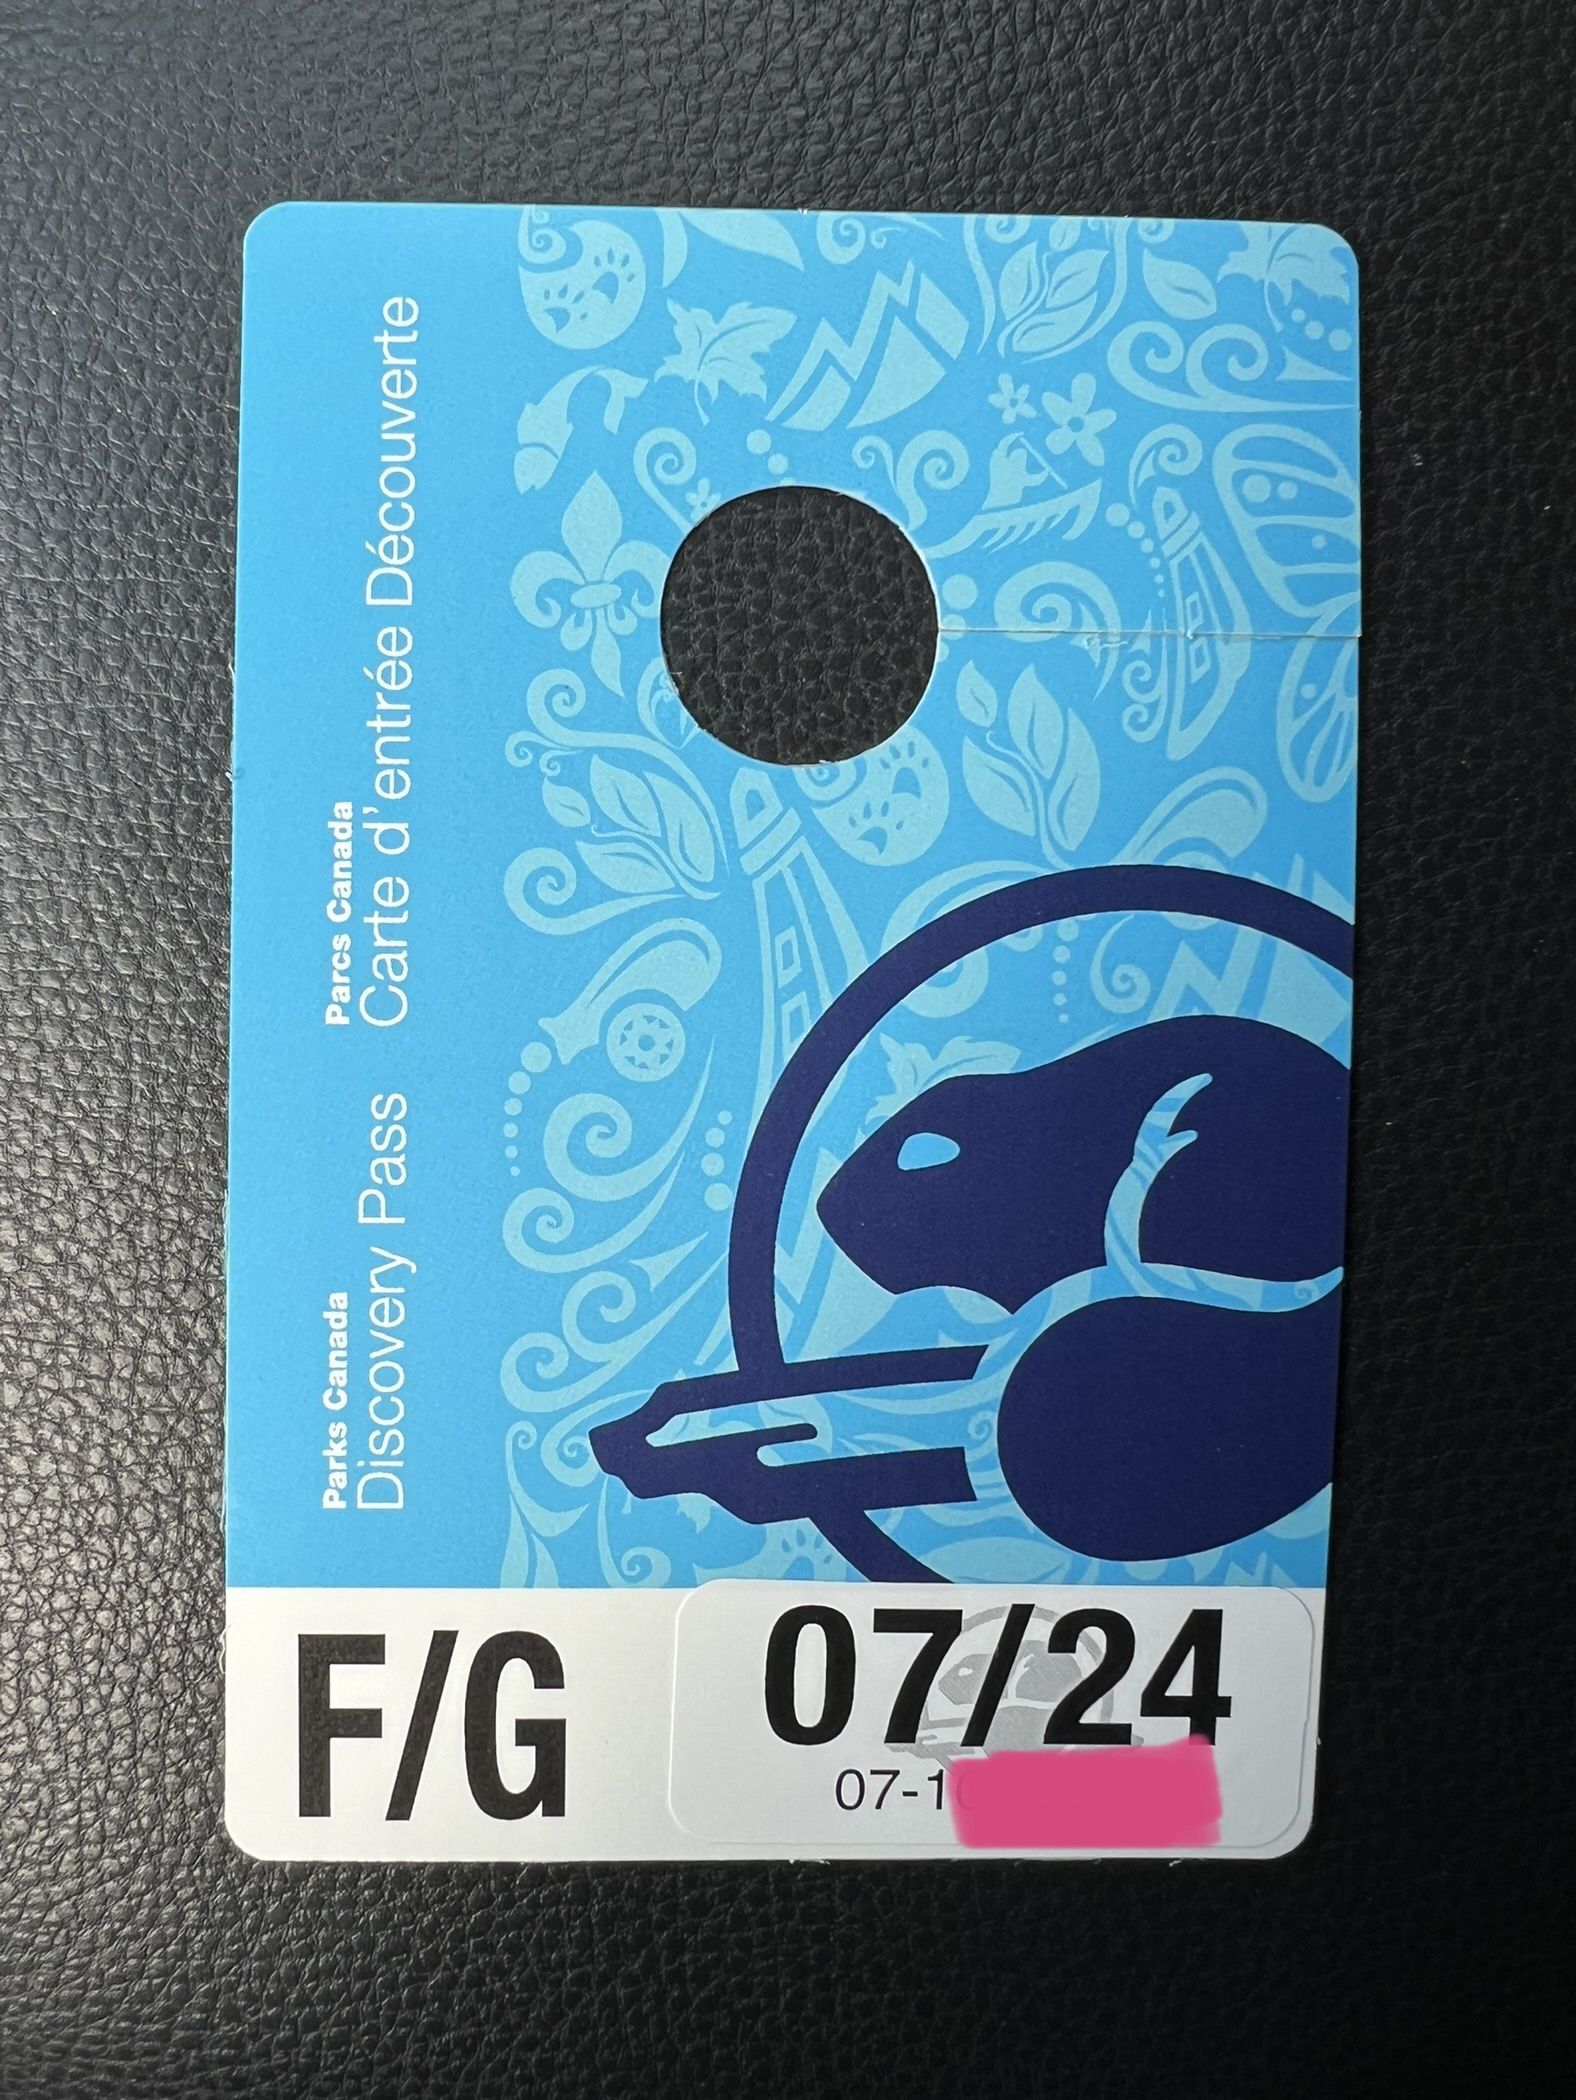 Parks Canada
Discovery Pass
Parcs Canada
Carte d'entrée Découverte
F/G
07/24
07-1